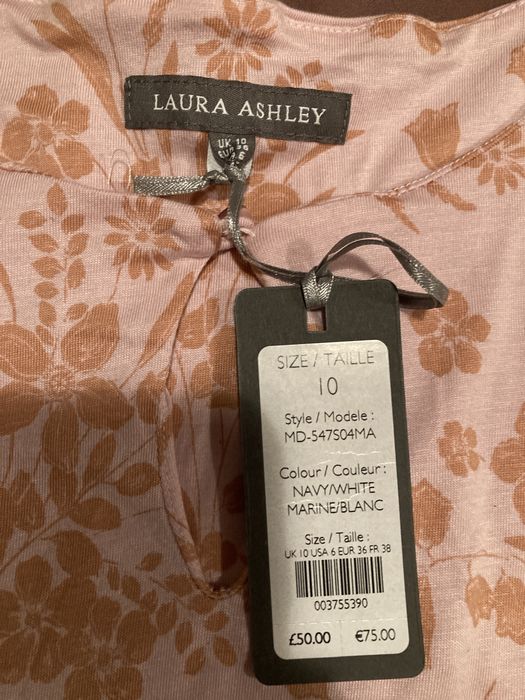 LAURA ASHLEY
UK 10
SIZE / TAILLE
10
Style / Modele :
MD-547S04MA
Colour / Couleur :
NAVY/WHITE
MARINE/BLANC
Size / Taille :
UK 10 USA 6 EUR 36 FR 38
003755390
£50.00 €75.00